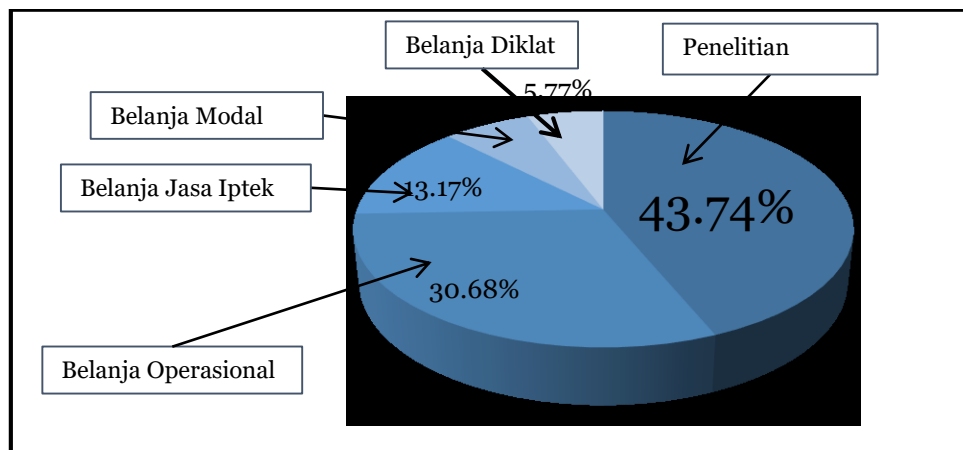 Belanja Diklat
Penelitian
5.77%
Belanja Modal
Belanja Jasa Iptek
13.17%
43.74%
30.68%
Belanja Operasional